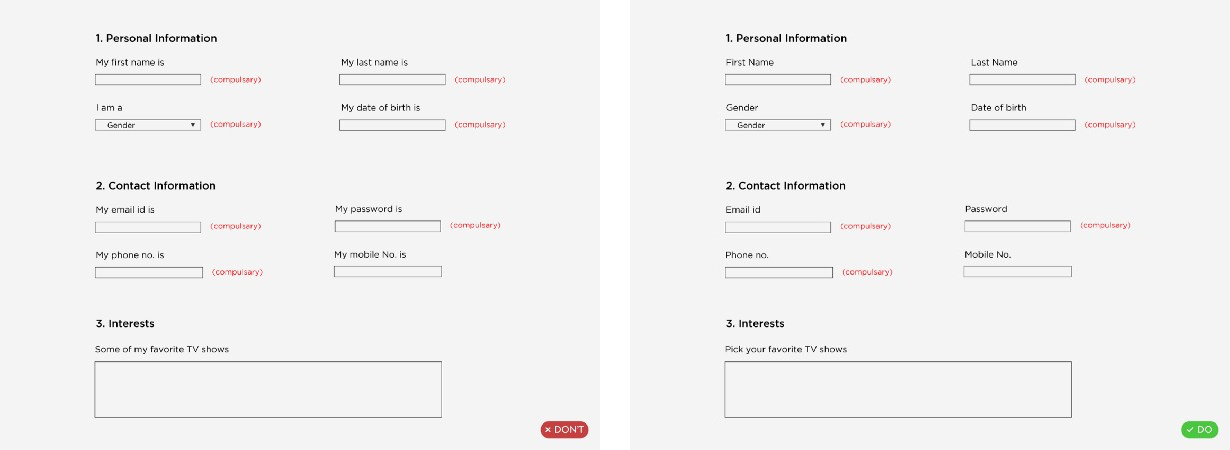 1. Personal Information
My first name is
My last name is
(compulsary)
(compulsary)
I am a
My date of birth is
Gender
(compulsary)
(compulsary)
2. Contact Information
My email id is
My password is
(compulsary)
(compulsary)
My phone no. is
My mobile No. is
(compulsary)
3. Interests
Some of my favorite TV shows
× DON'T
1. Personal Information
First Name
Last Name
(compulsary)
(compulsary)
Gender
Date of birth
Gender
(compulsary)
(compulsary)
2. Contact Information
Email id
Password
(compulsary)
(compulsary)
Phone no.
Mobile No.
(compulsary)
3. Interests
Pick your favorite TV shows
✓ DO